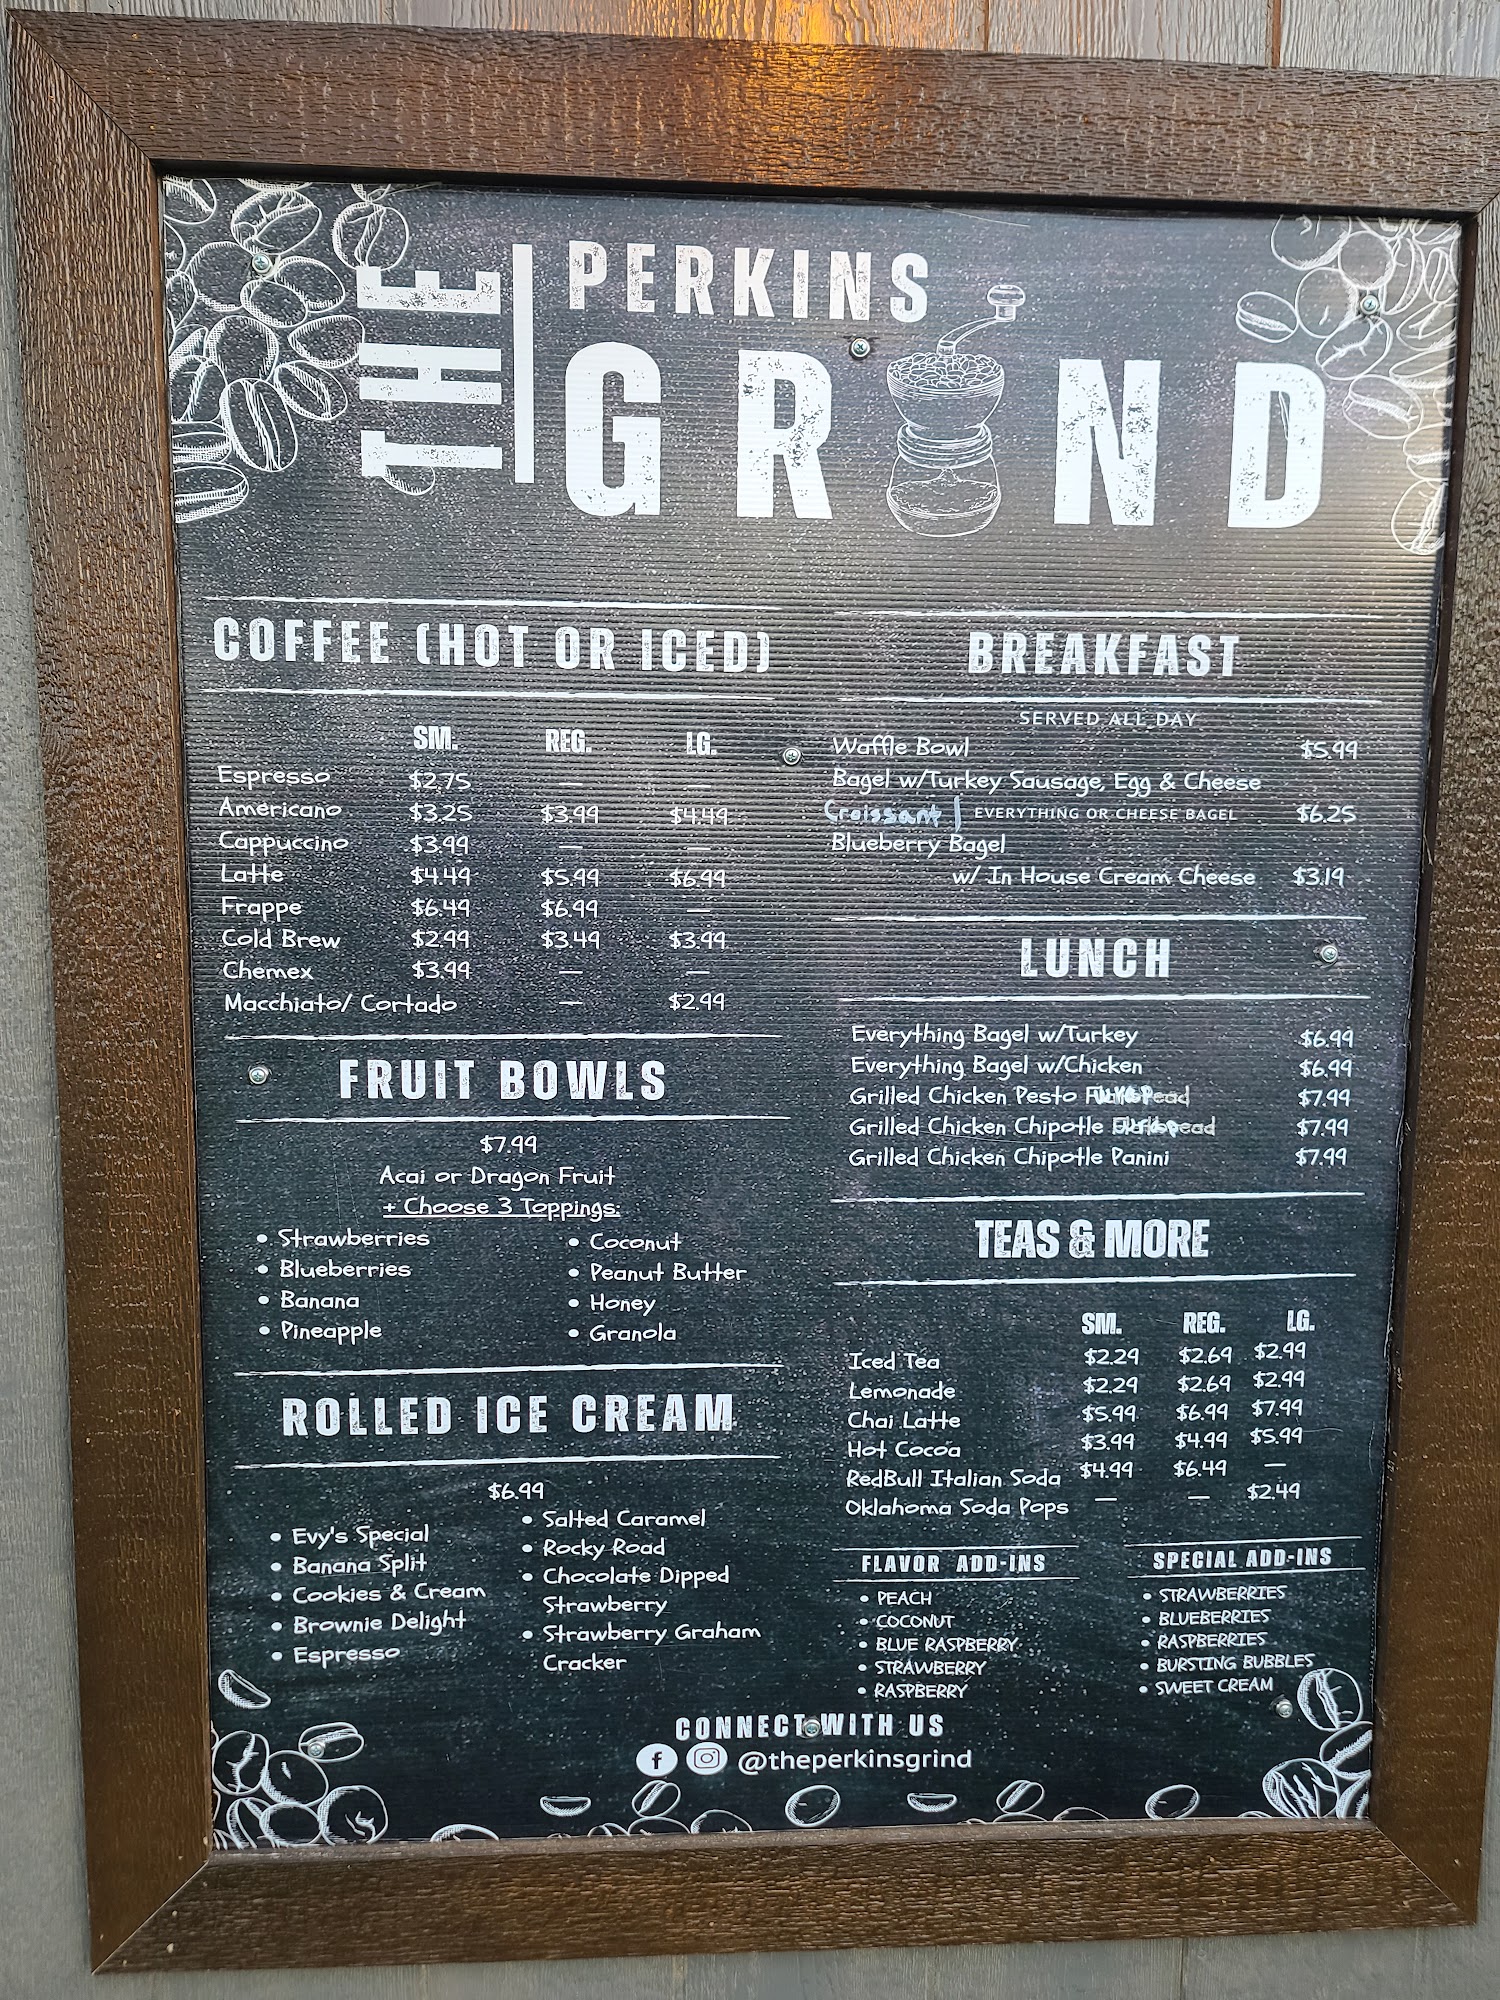 THE PERKINS
GRIND
COFFEE (HOT OR ICED)
SM. REG. LG.
Espresso $2.75 — —
Americano $3.25 $3.99 $4.49
Cappuccino $3.99 — —
Latte $4.49 $5.99 $6.99
Frappe $6.49 $6.99 —
Cold Brew $2.99 $3.49 $3.99
Chemex $3.99 — —
Macchiato/ Cortado — $2.99
FRUIT BOWLS
$7.99
Acai or Dragon Fruit
+ Choose 3 Toppings:
• Strawberries
• Blueberries
• Banana
• Pineapple
• Coconut
• Peanut Butter
• Honey
• Granola
ROLLED ICE CREAM
$6.99
• Evy's Special
• Banana Split
• Cookies & Cream
• Brownie Delight
• Espresso
• Salted Caramel
• Rocky Road
• Chocolate Dipped
Strawberry
• Strawberry Graham
Cracker
BREAKFAST
SERVED ALL DAY
Waffle Bowl $5.99
Bagel w/Turkey Sausage, Egg & Cheese
Croissant | EVERYTHING OR CHEESE BAGEL $6.25
Blueberry Bagel
w/ In House Cream Cheese $3.19
LUNCH
Everything Bagel w/Turkey $6.99
Everything Bagel w/Chicken $6.99
Grilled Chicken Pesto wrap $7.99
Grilled Chicken Chipotle wrap $7.99
Grilled Chicken Chipotle Panini $7.99
TEAS & MORE
SM. REG. LG.
Iced Tea $2.29 $2.69 $2.99
Lemonade $2.29 $2.69 $2.99
Chai Latte $5.99 $6.99 $7.99
Hot Cocoa $3.99 $4.99 $5.99
RedBull Italian Soda $4.99 $6.49 —
Oklahoma Soda Pops — — $2.49
FLAVOR ADD-INS
• PEACH
• COCONUT
• BLUE RASPBERRY
• STRAWBERRY
• RASPBERRY
SPECIAL ADD-INS
• STRAWBERRIES
• BLUEBERRIES
• RASPBERRIES
• BURSTING BUBBLES
• SWEET CREAM
CONNECT WITH US
@theperkinsgrind